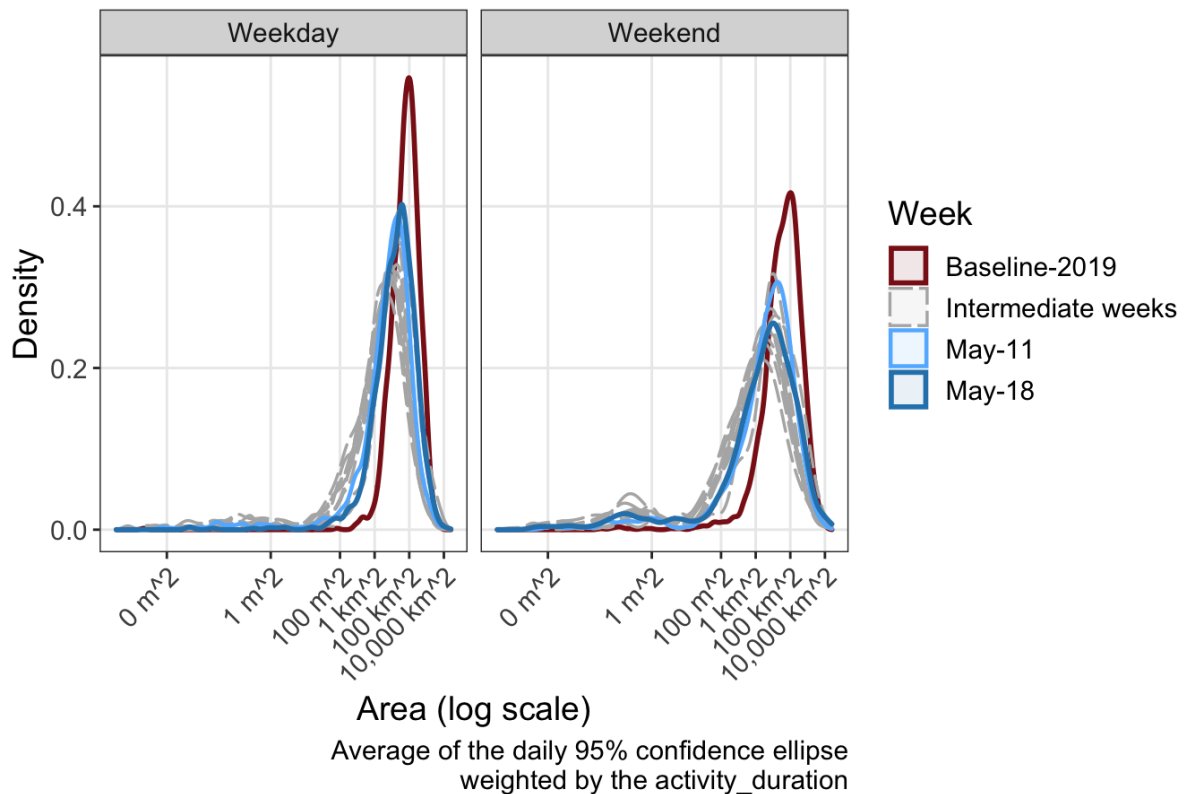 Weekday
Weekend
Density
0.4
0.2
0.0
0 m^2
1 m^2
100 m^2
1 km^2
100 km^2
10,000 km^2
0 m^2
1 m^2
100 m^2
1 km^2
100 km^2
10,000 km^2
Area (log scale)
Average of the daily 95% confidence ellipse
weighted by the activity_duration
Week
Baseline-2019
Intermediate weeks
May-11
May-18